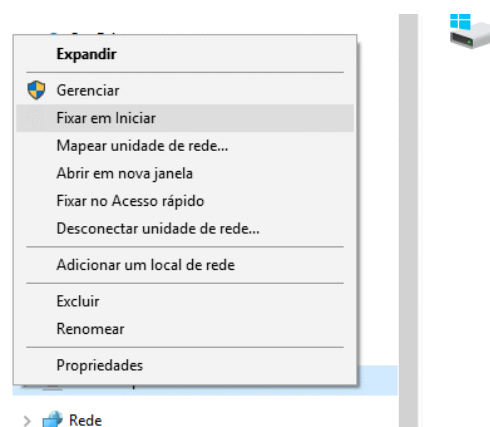 Expandir
Gerenciar
Fixar em Iniciar
Mapear unidade de rede...
Abrir em nova janela
Fixar no Acesso rápido
Desconectar unidade de rede...
Adicionar um local de rede
Excluir
Renomear
Propriedades
Rede